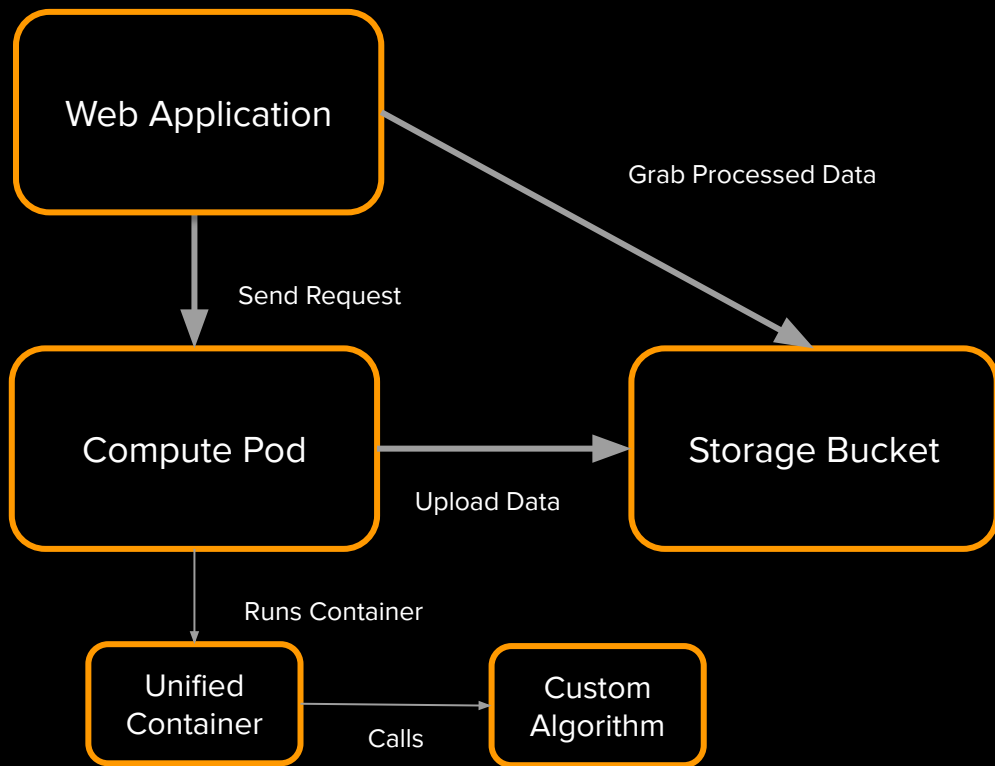 Web Application
Grab Processed Data
Send Request
Compute Pod
Storage Bucket
Upload Data
Runs Container
Unified
Container
Custom
Algorithm
Calls